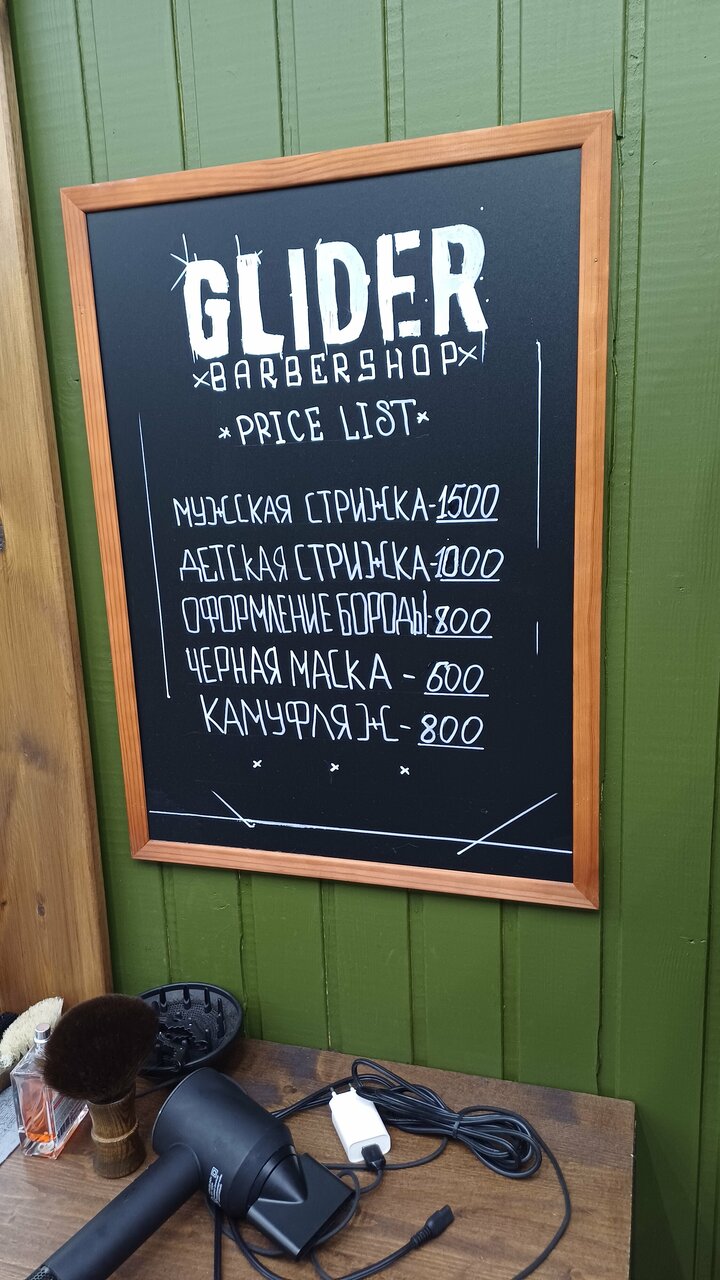 GLIDER
×BARBERSHOP×
*PRICE LIST*
МУЖСКАЯ СТРИЖКА-1500
ДЕТСКАЯ СТРИЖКА-1000
ОФОРМЛЕНИЕ БОРОДЫ-800
ЧЕРНАЯ МАСКА - 600
КАМУФЛЯЖ- 800